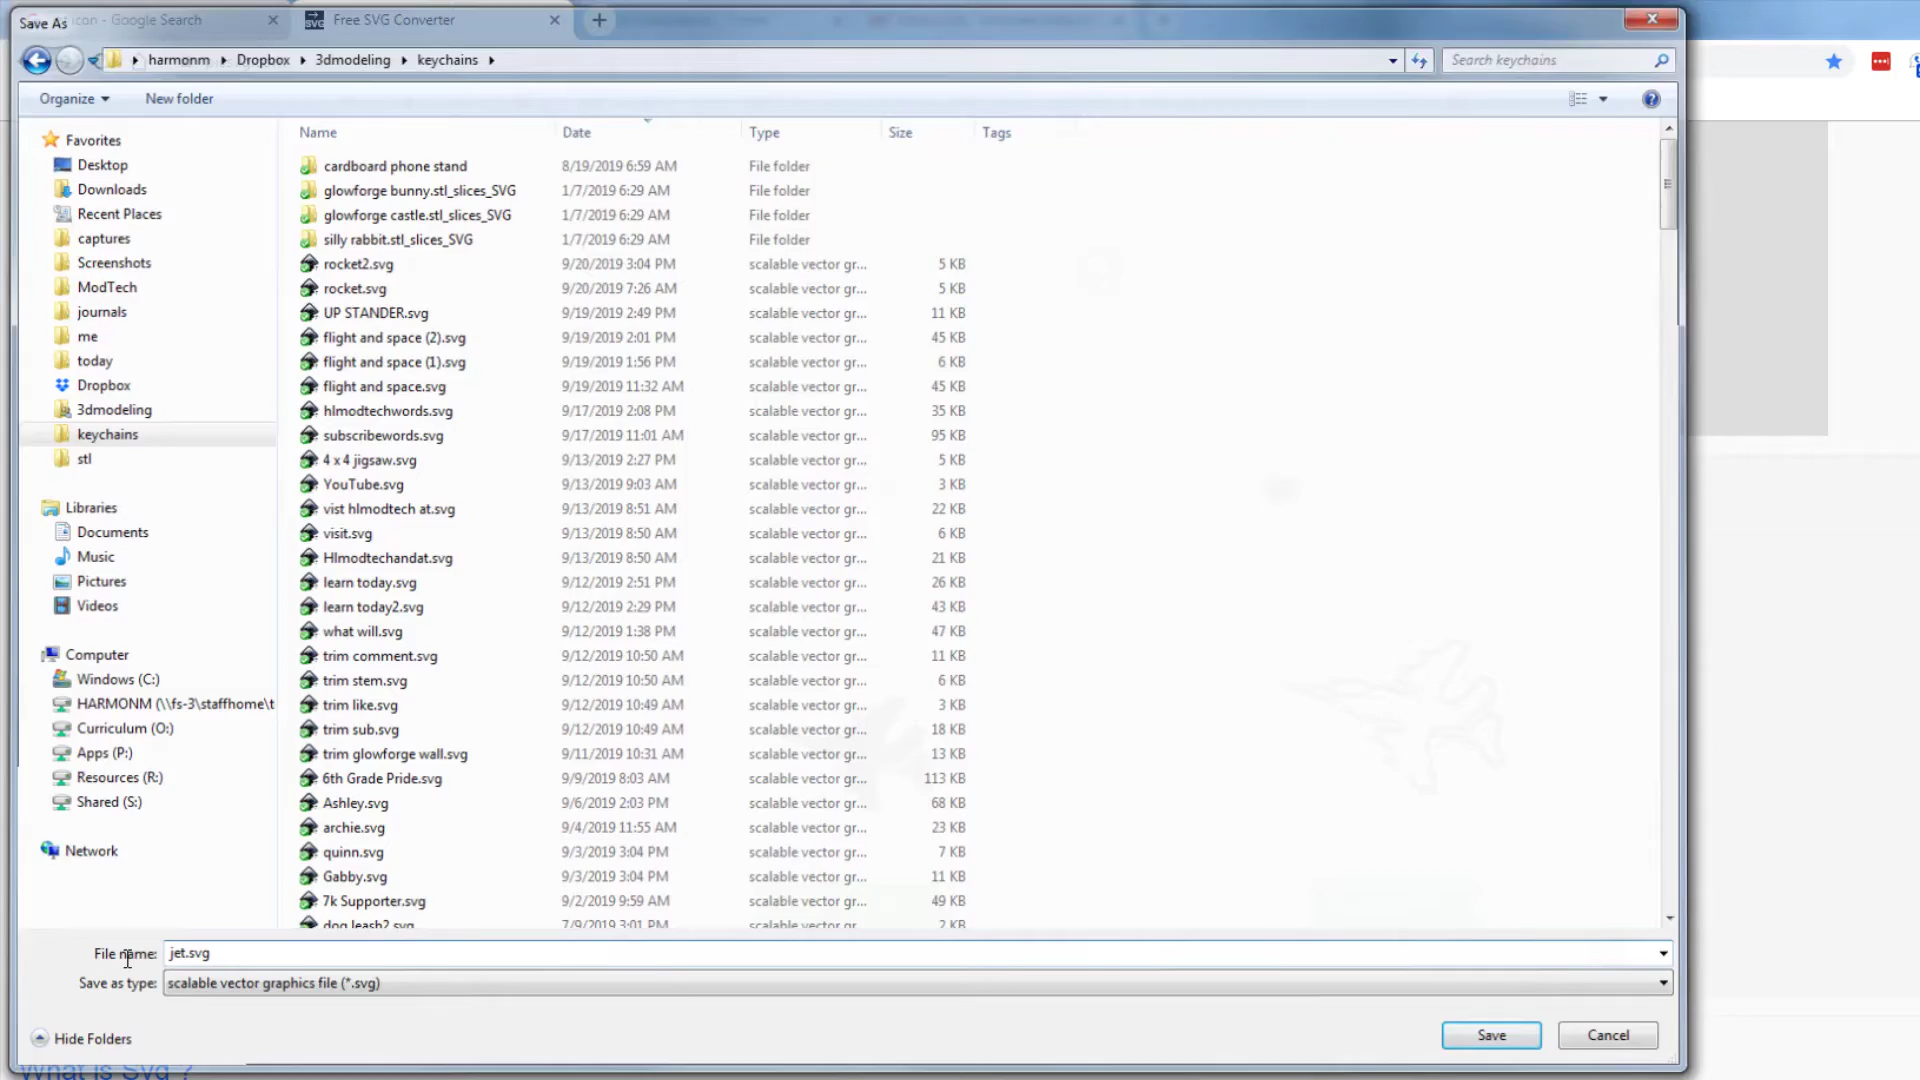 Save As
icon - Google Search
Free SVG Converter
harmonm Dropbox 3dmodeling keychains
Search keychains
Organize
New folder
Name Date Type Size Tags
Favorites
Desktop
Downloads
Recent Places
captures
Screenshots
ModTech
journals
me
today
Dropbox
3dmodeling
keychains
stl
Libraries
Documents
Music
Pictures
Videos
Computer
Windows (C:)
HARMONM (\\fs-3\staffhome\t
Curriculum (O:)
Apps (P:)
Resources (R:)
Shared (S:)
Network
cardboard phone stand 8/19/2019 6:59 AM File folder
glowforge bunny.stl_slices_SVG 1/7/2019 6:29 AM File folder
glowforge castle.stl_slices_SVG 1/7/2019 6:29 AM File folder
silly rabbit.stl_slices_SVG 1/7/2019 6:29 AM File folder
rocket2.svg 9/20/2019 3:04 PM scalable vector gr... 5 KB
rocket.svg 9/20/2019 7:26 AM scalable vector gr... 5 KB
UP STANDER.svg 9/19/2019 2:49 PM scalable vector gr... 11 KB
flight and space (2).svg 9/19/2019 2:01 PM scalable vector gr... 45 KB
flight and space (1).svg 9/19/2019 1:56 PM scalable vector gr... 6 KB
flight and space.svg 9/19/2019 11:32 AM scalable vector gr... 45 KB
hlmodtechwords.svg 9/17/2019 2:08 PM scalable vector gr... 35 KB
subscribewords.svg 9/17/2019 11:01 AM scalable vector gr... 95 KB
4 x 4 jigsaw.svg 9/13/2019 2:27 PM scalable vector gr... 5 KB
YouTube.svg 9/13/2019 9:03 AM scalable vector gr... 3 KB
vist hlmodtech at.svg 9/13/2019 8:51 AM scalable vector gr... 22 KB
visit.svg 9/13/2019 8:50 AM scalable vector gr... 6 KB
Hlmodtechandat.svg 9/13/2019 8:50 AM scalable vector gr... 21 KB
learn today.svg 9/12/2019 2:51 PM scalable vector gr... 26 KB
learn today2.svg 9/12/2019 2:29 PM scalable vector gr... 43 KB
what will.svg 9/12/2019 1:38 PM scalable vector gr... 47 KB
trim comment.svg 9/12/2019 10:50 AM scalable vector gr... 11 KB
trim stem.svg 9/12/2019 10:50 AM scalable vector gr... 6 KB
trim like.svg 9/12/2019 10:49 AM scalable vector gr... 3 KB
trim sub.svg 9/12/2019 10:49 AM scalable vector gr... 18 KB
trim glowforge wall.svg 9/11/2019 10:31 AM scalable vector gr... 13 KB
6th Grade Pride.svg 9/9/2019 8:03 AM scalable vector gr... 113 KB
Ashley.svg 9/6/2019 2:03 PM scalable vector gr... 68 KB
archie.svg 9/4/2019 11:55 AM scalable vector gr... 23 KB
quinn.svg 9/3/2019 3:04 PM scalable vector gr... 7 KB
Gabby.svg 9/3/2019 3:04 PM scalable vector gr... 11 KB
7k Supporter.svg 9/2/2019 9:59 AM scalable vector gr... 49 KB
dog leash2.svg 7/9/2019 3:01 PM scalable vector gr... 2 KB
File name: jet.svg
Save as type: scalable vector graphics file (*.svg)
Hide Folders
Save
Cancel
What is Svg ?